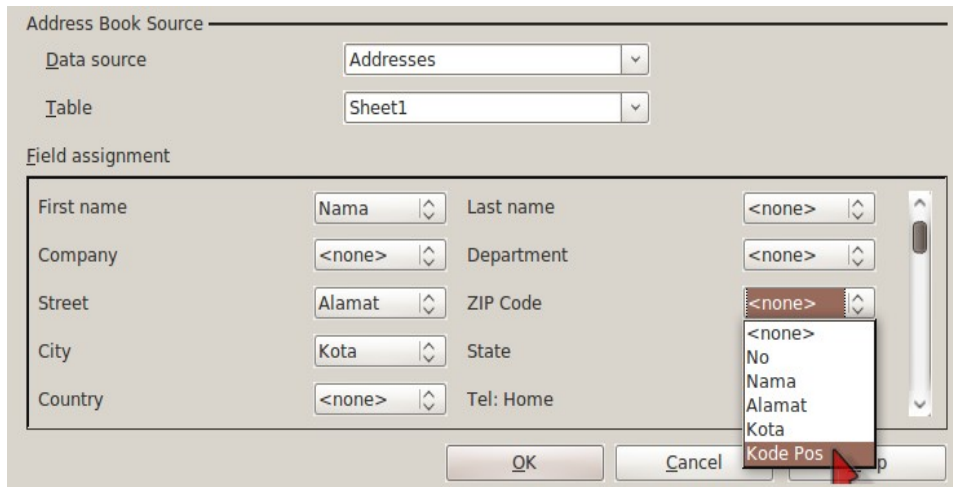 Address Book Source
Data source Addresses
Table Sheet1
Field assignment
First name Nama Last name <none>
Company <none> Department <none>
Street Alamat ZIP Code <none>
<none>
City Kota State
No
Nama
Country <none> Tel: Home
Alamat
Kota
Kode Pos
OK Cancel